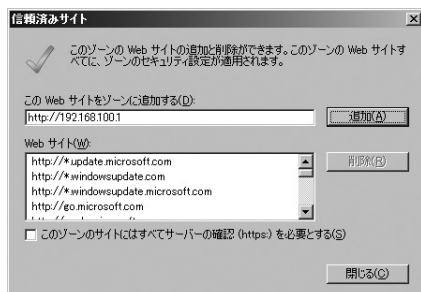 信頼済みサイト
このゾーンの Web サイトの追加と削除ができます。このゾーンの Web サイトす
べてに、ゾーンのセキュリティ設定が適用されます。
この Web サイトをゾーンに追加する(D):
http://192.168.100.1
追加(A)
Web サイト(W):
http://*.update.microsoft.com
削除(R)
http://*.windowsupdate.com
http://*.windowsupdate.microsoft.com
http://go.microsoft.com
このゾーンのサイトにはすべてサーバーの確認 (https:) を必要とする(S)
閉じる(C)